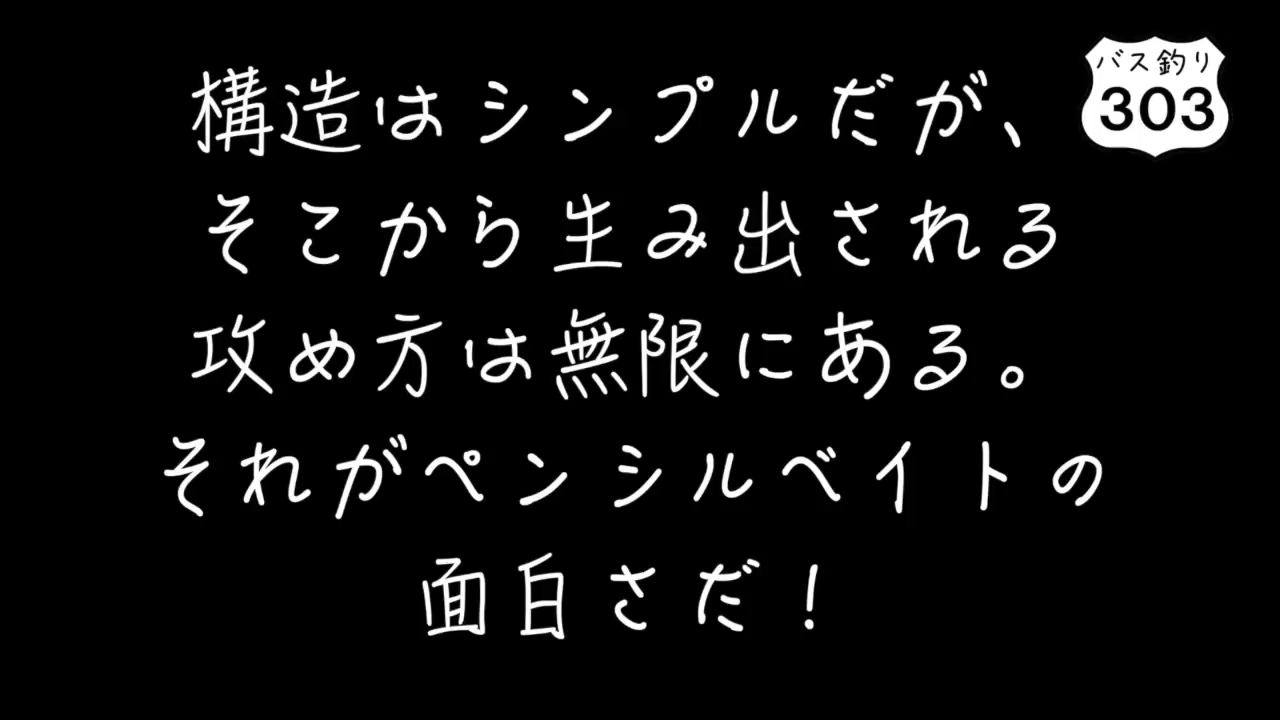 構造はシンプルだが、
そこから生み出される
攻め方は無限にある。
それがペンシルベイトの
面白さだ！
バス釣り
303